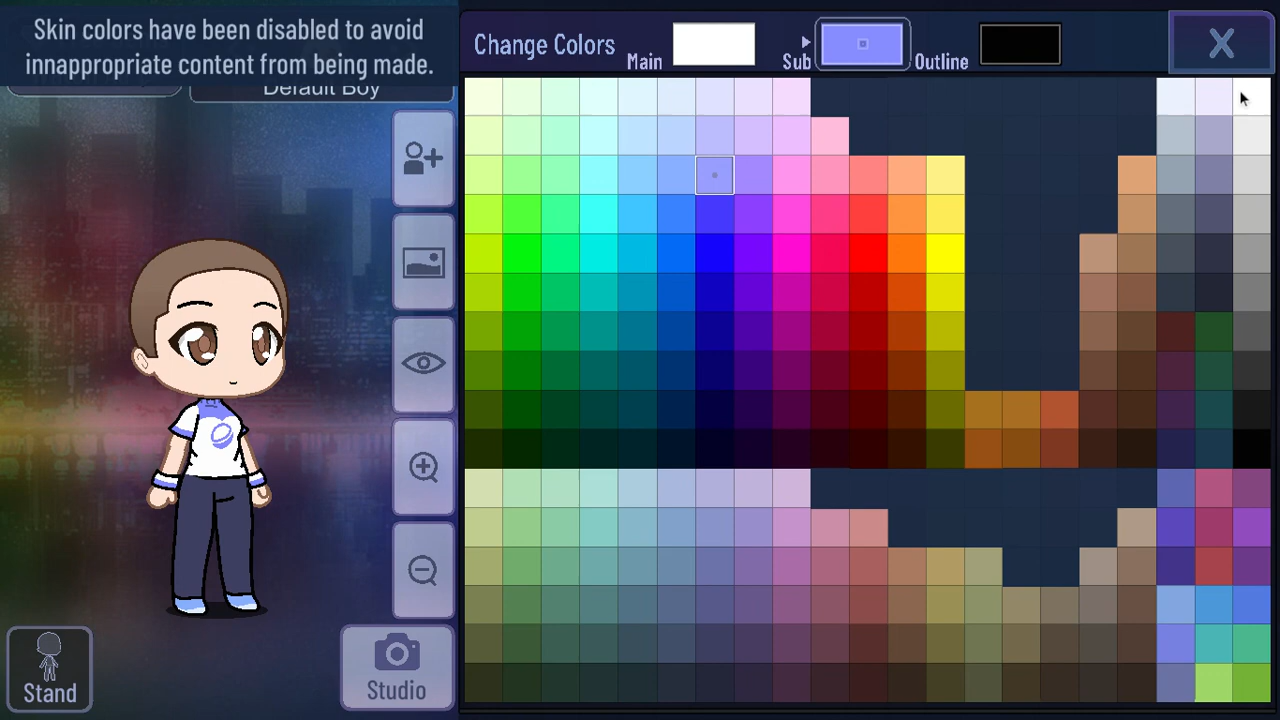 Skin colors have been disabled to avoid
innappropriate content from being made.
Default Boy
Change Colors
Main
Sub
Outline
X
Stand
Studio